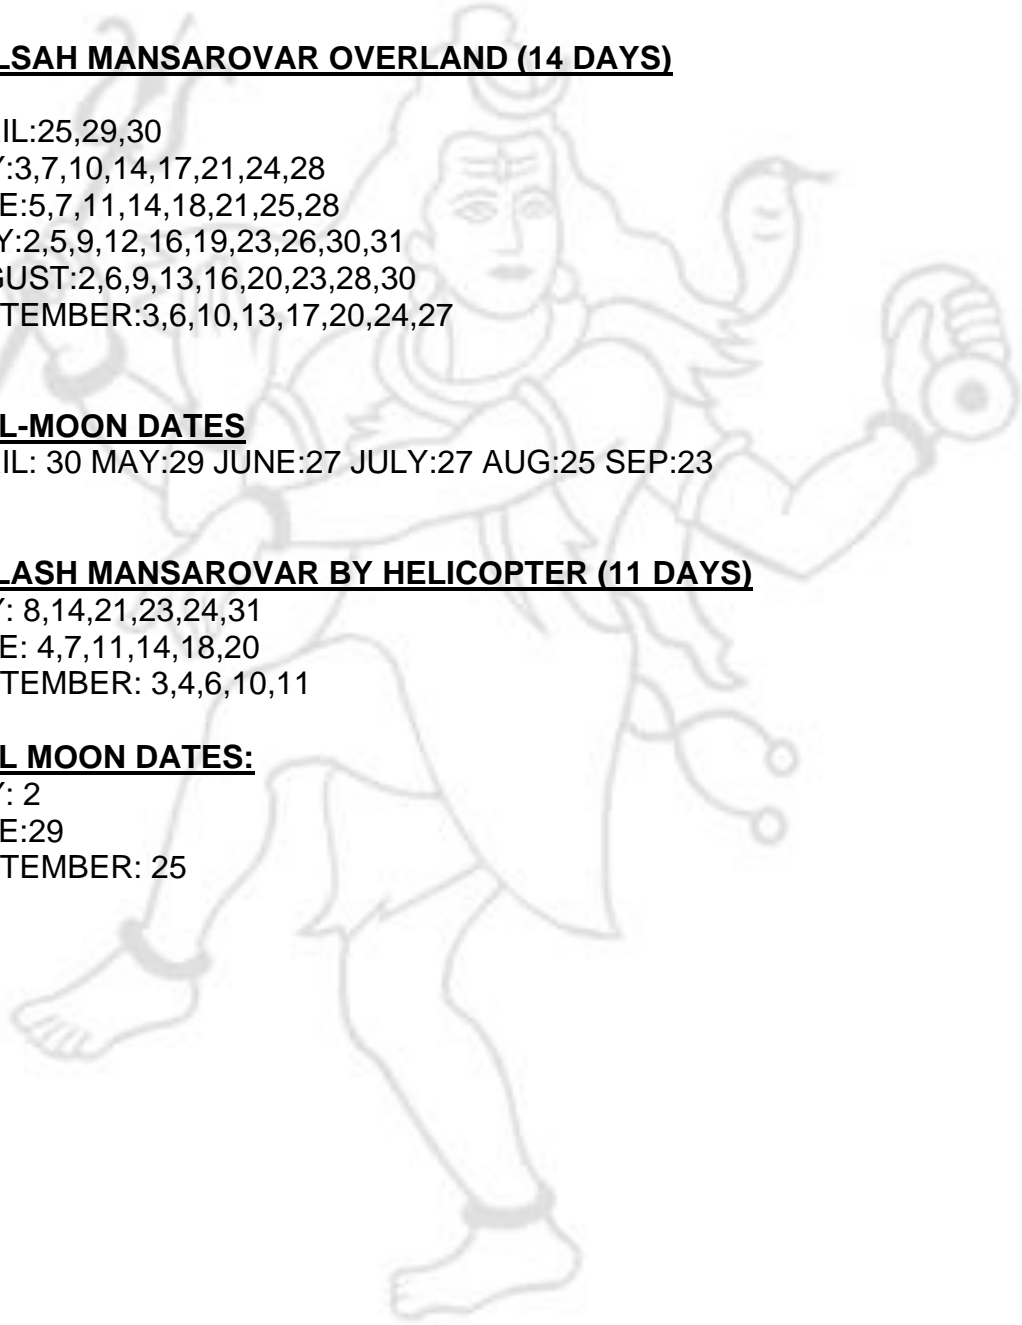 LSAH MANSAROVAR OVERLAND (14 DAYS)
IL:25,29,30
Y:3,7,10,14,17,21,24,28
E:5,7,11,14,18,21,25,28
Y:2,5,9,12,16,19,23,26,30,31
GUST:2,6,9,13,16,20,23,28,30
TEMBER:3,6,10,13,17,20,24,27
L-MOON DATES
IL: 30 MAY:29 JUNE:27 JULY:27 AUG:25 SEP:23
LASH MANSAROVAR BY HELICOPTER (11 DAYS)
Y: 8,14,21,23,24,31
E: 4,7,11,14,18,20
TEMBER: 3,4,6,10,11
L MOON DATES:
Y: 2
E:29
TEMBER: 25